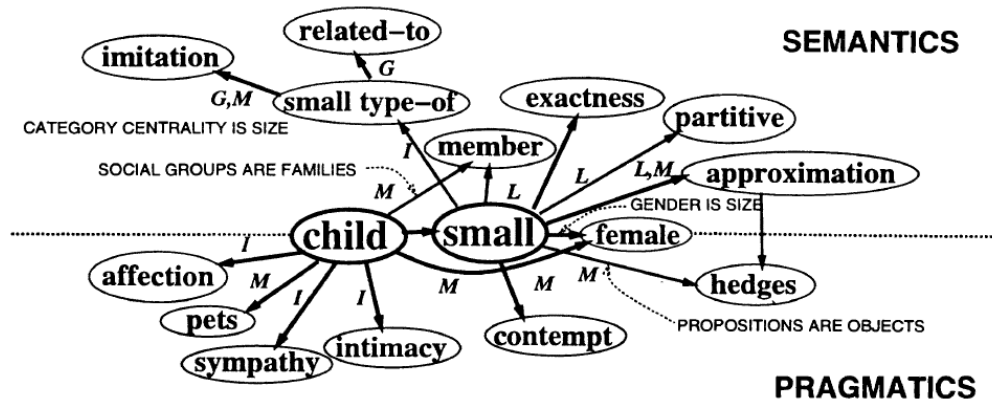 related-to
SEMANTICS
imitation
G
G,M
small type-of
exactness
CATEGORY CENTRALITY IS SIZE
partitive
member
I
SOCIAL GROUPS ARE FAMILIES
L
L,M
approximation
M
L
GENDER IS SIZE
child
small
female
I
affection
M
I
I
M
M
M
hedges
pets
contempt
PROPOSITIONS ARE OBJECTS
sympathy
intimacy
PRAGMATICS